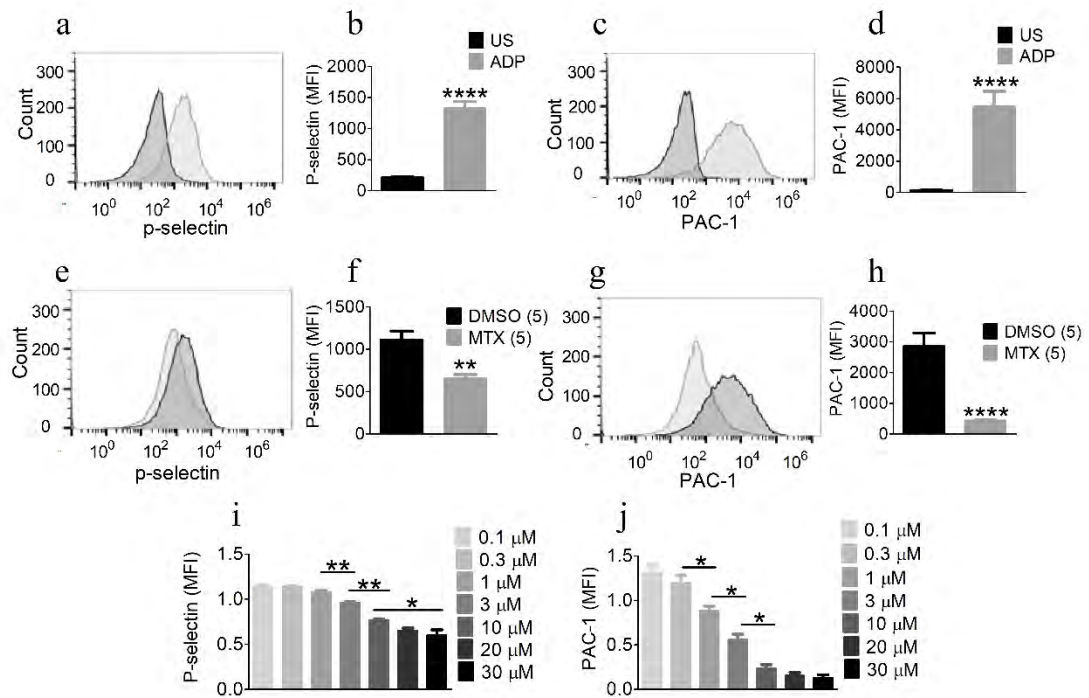 a
300
200
100
0
Count
10^0 10^2 10^4 10^6
p-selectin
b
US
ADP
2000
1500
1000
500
0
P-selectin (MFI)
****
c
300
200
100
0
Count
10^0 10^2 10^4 10^6
PAC-1
d
US
ADP
8000
6000
4000
2000
0
PAC-1 (MFI)
****
e
300
200
100
0
Count
10^0 10^2 10^4 10^6
p-selectin
f
1500
1000
500
0
P-selectin (MFI)
**
DMSO (5)
MTX (5)
g
300
200
100
0
Count
10^0 10^2 10^4 10^6
PAC-1
h
4000
3000
2000
1000
0
PAC-1 (MFI)
****
DMSO (5)
MTX (5)
i
1.5
1.0
0.5
0.0
P-selectin (MFI)
**
**
*
0.1 μM
0.3 μM
1 μM
3 μM
10 μM
20 μM
30 μM
j
1.5
1.0
0.5
0.0
PAC-1 (MFI)
*
*
*
0.1 μM
0.3 μM
1 μM
3 μM
10 μM
20 μM
30 μM